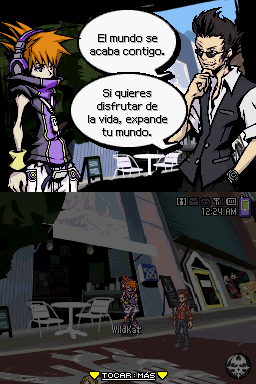 El mundo se
acaba contigo.
Si quieres
disfrutar de
la vida, expande
tu mundo.
12:24 AM
WildKat
TOCAR:MÁS